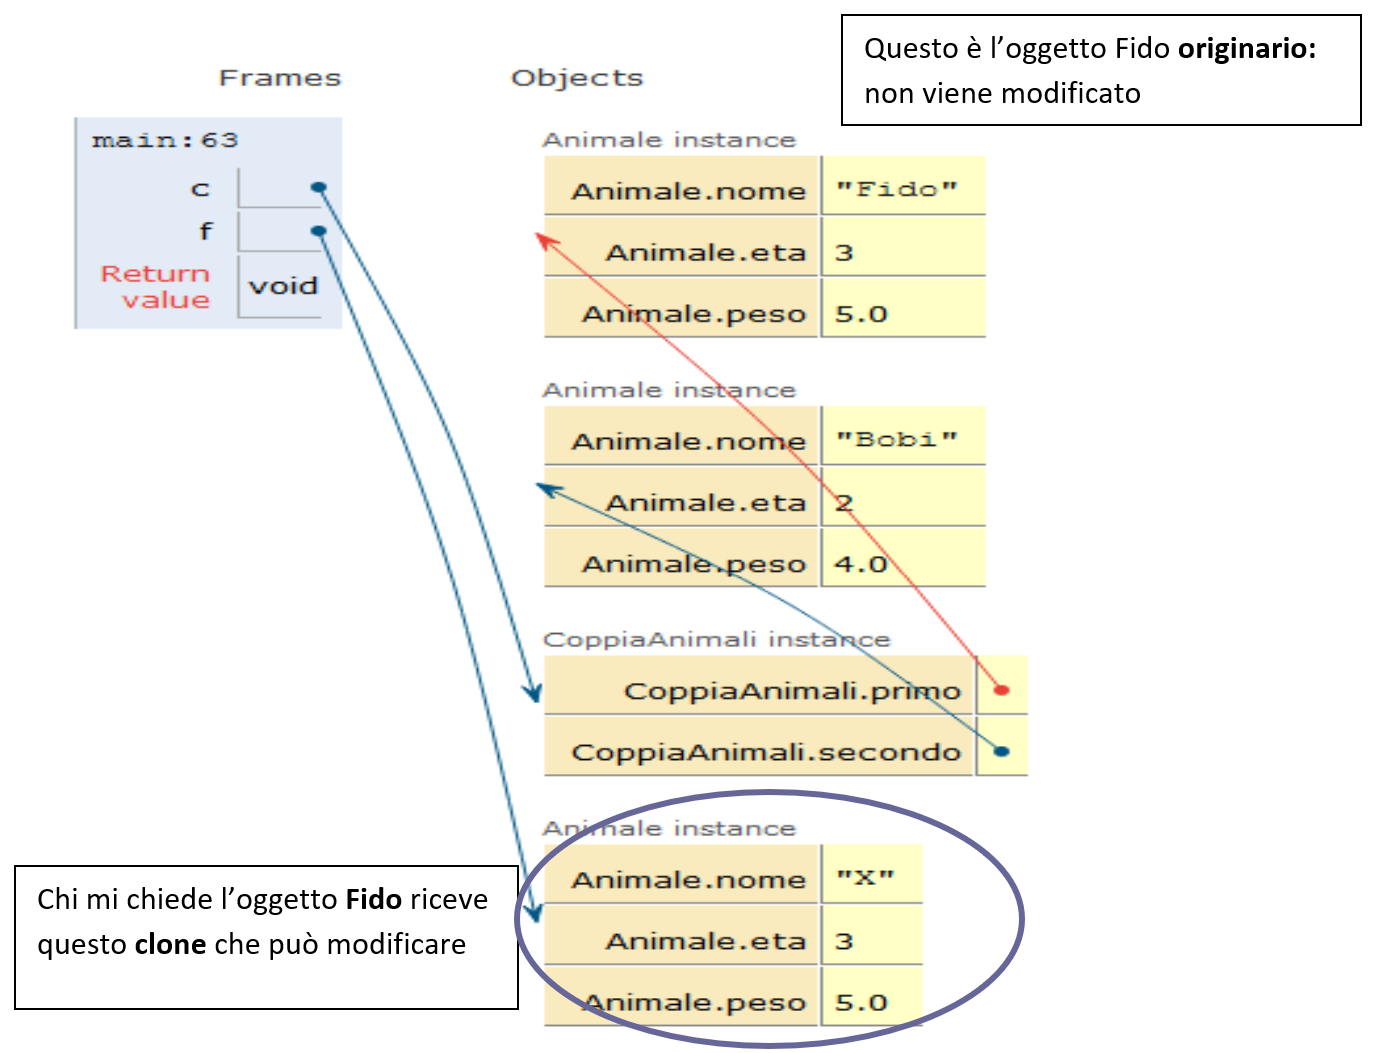 Questo è l’oggetto Fido originario:
non viene modificato
Frames
Objects
main:63
c
f
Return
value
void
Animale instance
Animale.nome "Fido"
Animale.eta 3
Animale.peso 5.0
Animale instance
Animale.nome "Bobi"
Animale.eta 2
Animale.peso 4.0
CoppiaAnimali instance
CoppiaAnimali.primo
CoppiaAnimali.secondo
Animale instance
Animale.nome "X"
Animale.eta 3
Animale.peso 5.0
Chi mi chiede l’oggetto Fido riceve
questo clone che può modificare